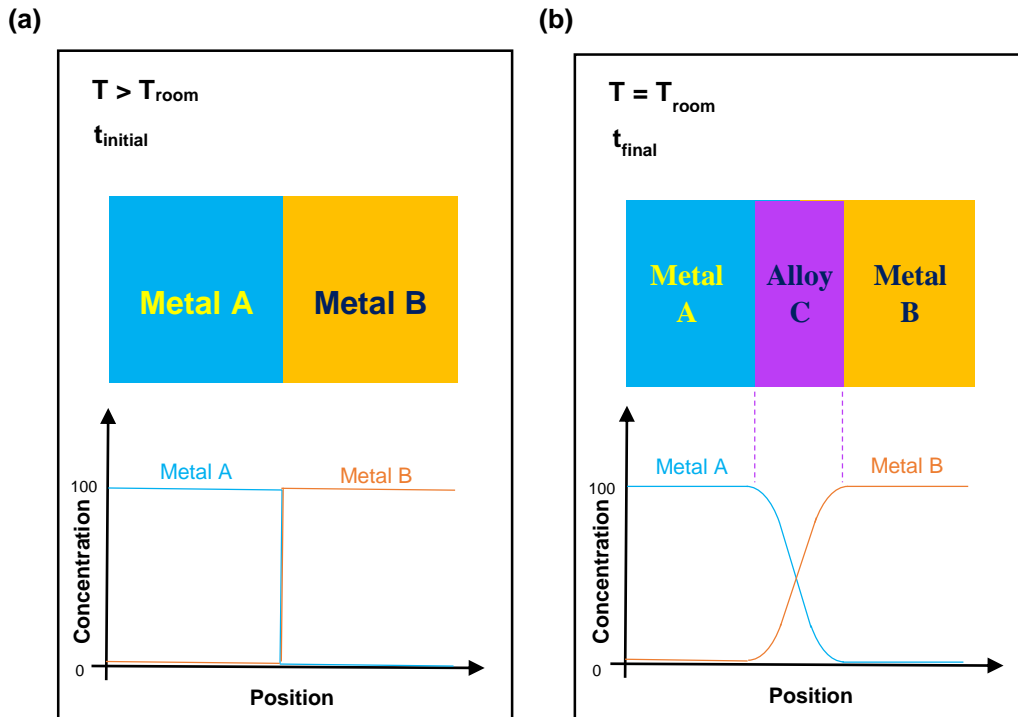 (a)
T > Troom
tinitial
Metal A
Metal B
Metal A
Metal B
100
0
Concentration
Position
(b)
T = Troom
tfinal
Metal
A
Alloy
C
Metal
B
Metal A
Metal B
100
0
Concentration
Position